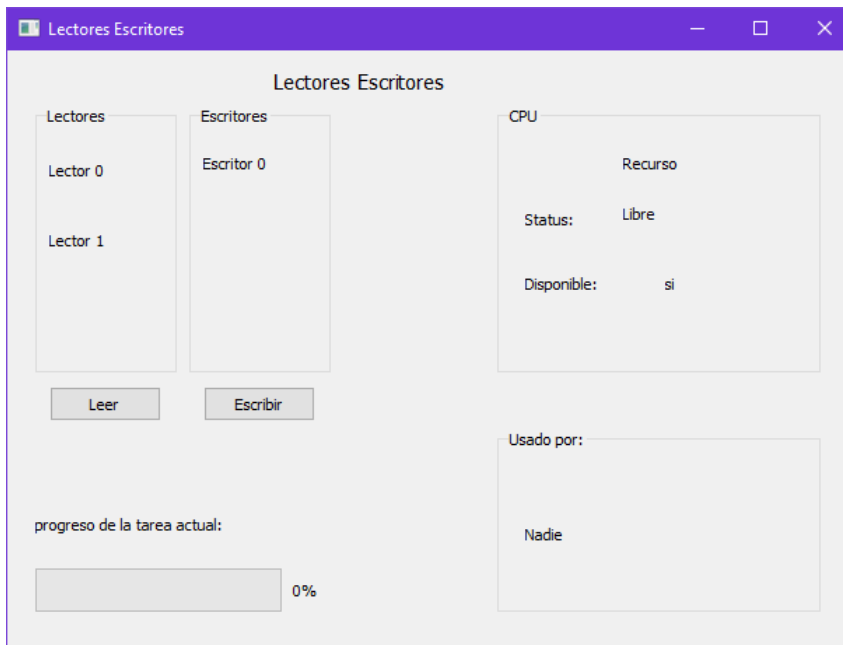 Lectores Escritores
Lectores Escritores
Lectores
Lector 0
Lector 1
Leer
Escritores
Escritor 0
Escribir
CPU
Recurso
Status: Libre
Disponible: si
Usado por:
Nadie
progreso de la tarea actual:
0%